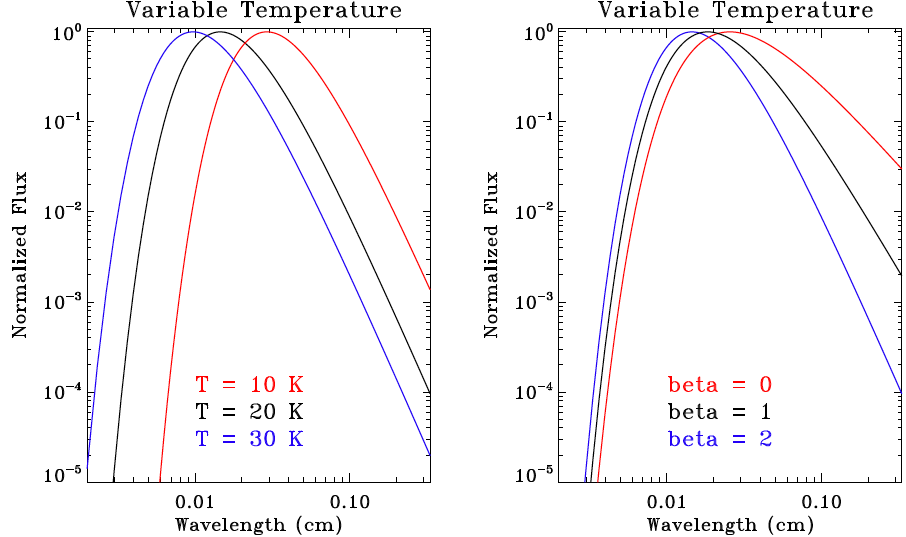 Variable Temperature
Normalized Flux
10^0
10^-1
10^-2
10^-3
10^-4
10^-5
T = 10 K
T = 20 K
T = 30 K
0.01 0.10
Wavelength (cm)
Variable Temperature
Normalized Flux
10^0
10^-1
10^-2
10^-3
10^-4
10^-5
beta = 0
beta = 1
beta = 2
0.01 0.10
Wavelength (cm)